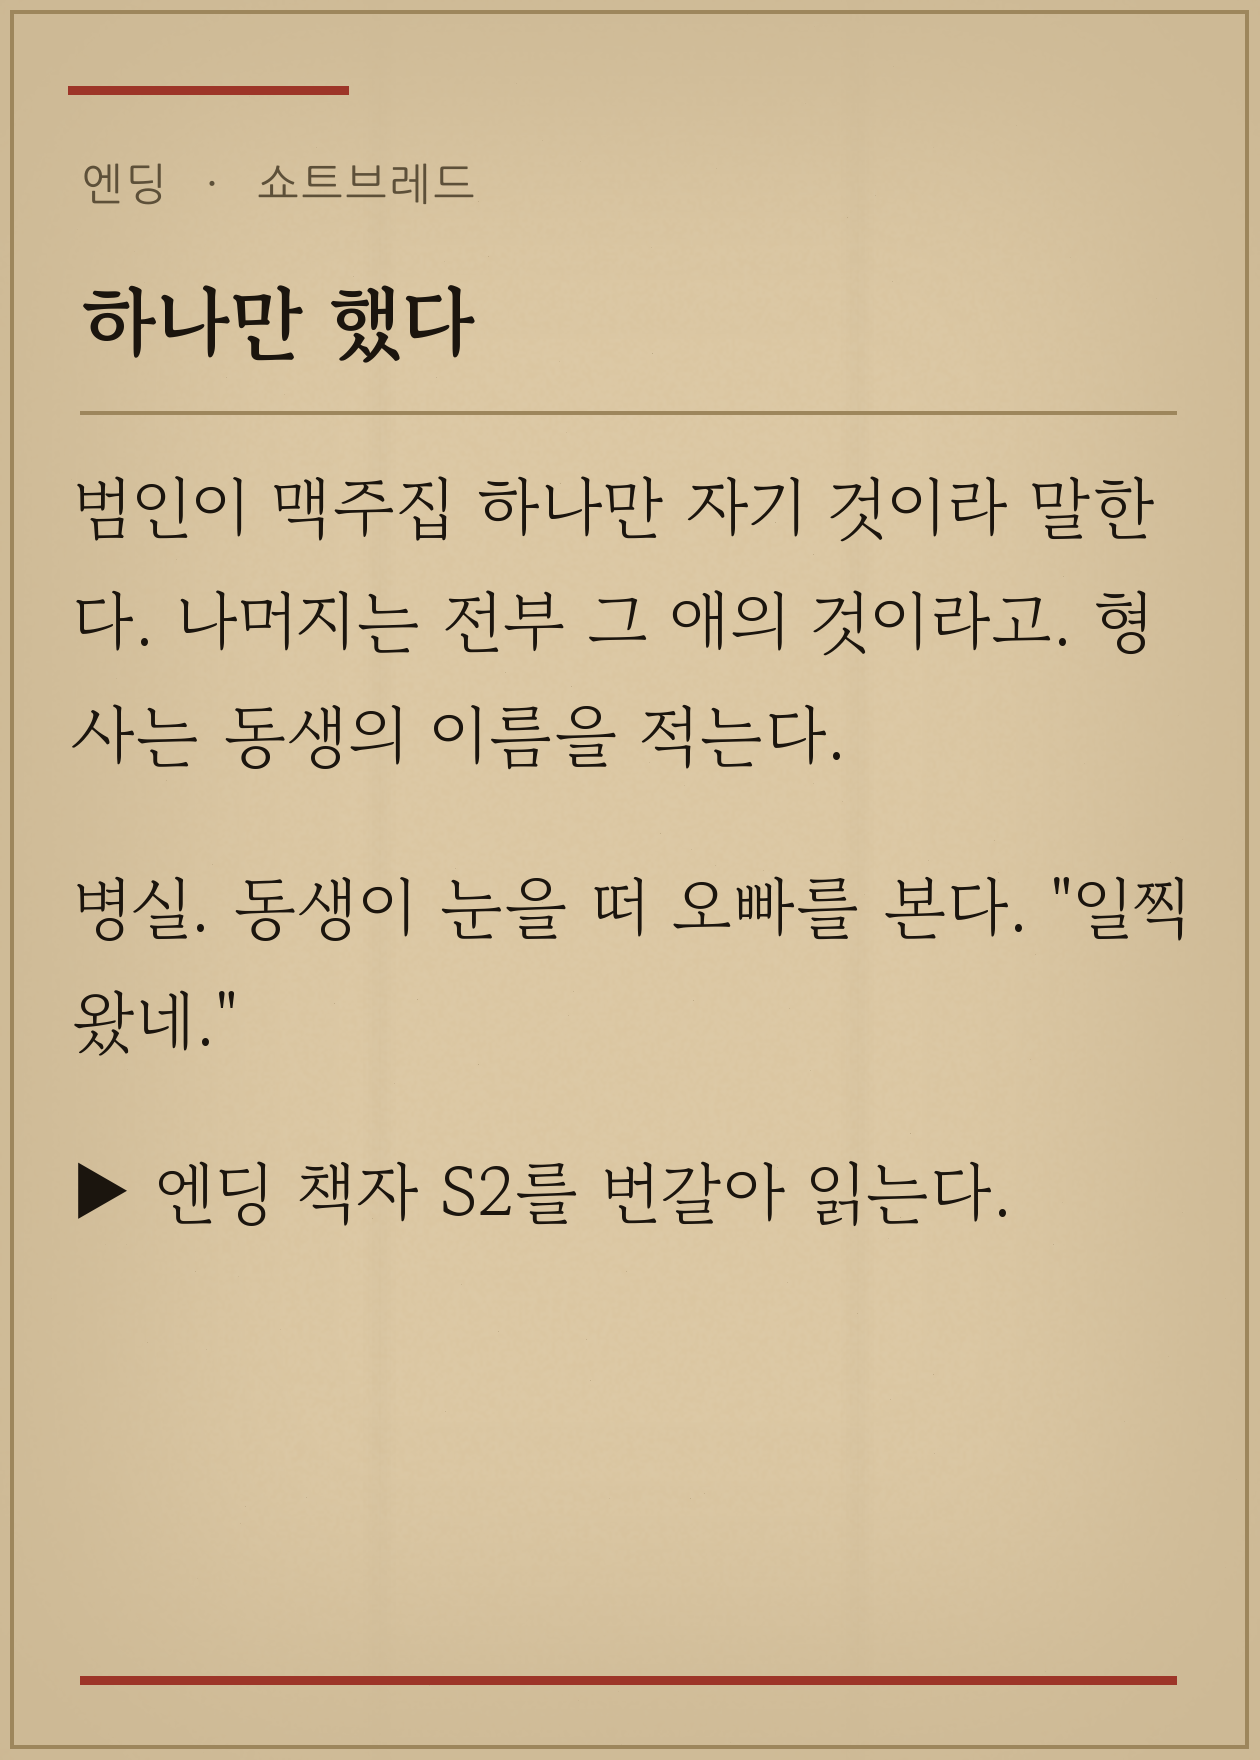 엔딩 · 쇼트브레드
하나만 했다
범인이 맥주집 하나만 자기 것이라 말한
다. 나머지는 전부 그 애의 것이라고. 형
사는 동생의 이름을 적는다.
병실. 동생이 눈을 떠 오빠를 본다. "일찍
왔네."
▶ 엔딩 책자 S2를 번갈아 읽는다.